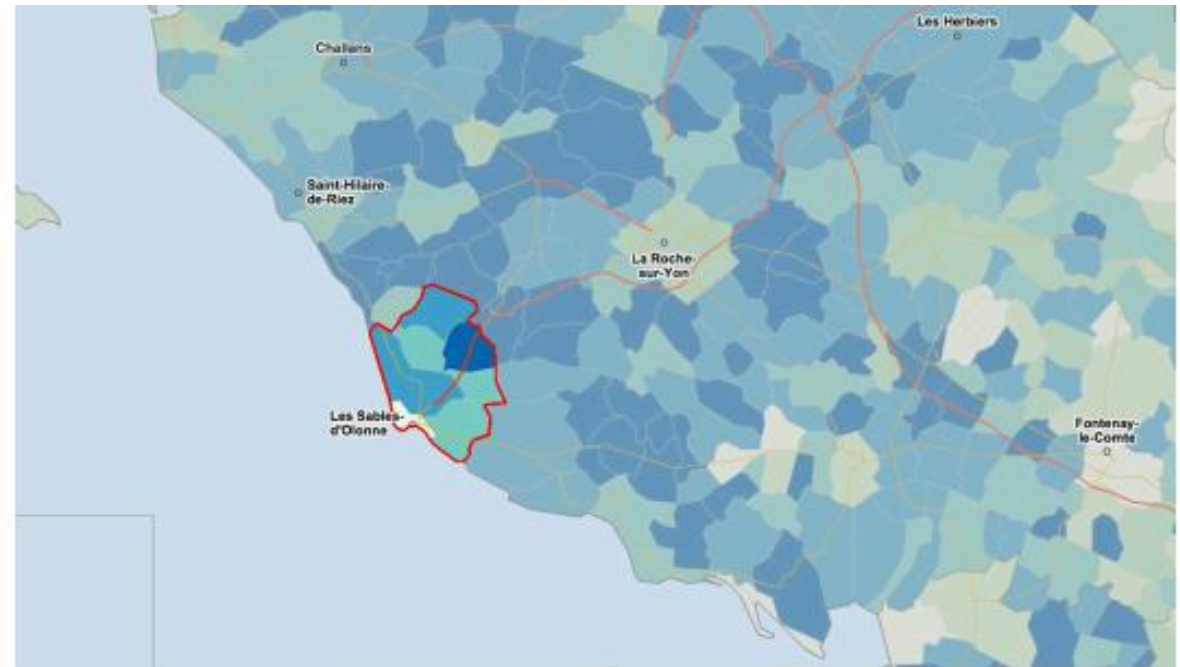 Les Herbiers
Challans
Saint-Hilaire-
de-Riez
La Roche-
sur-Yon
Les Sables-
d'Olonne
Fontenay-
le-Comte